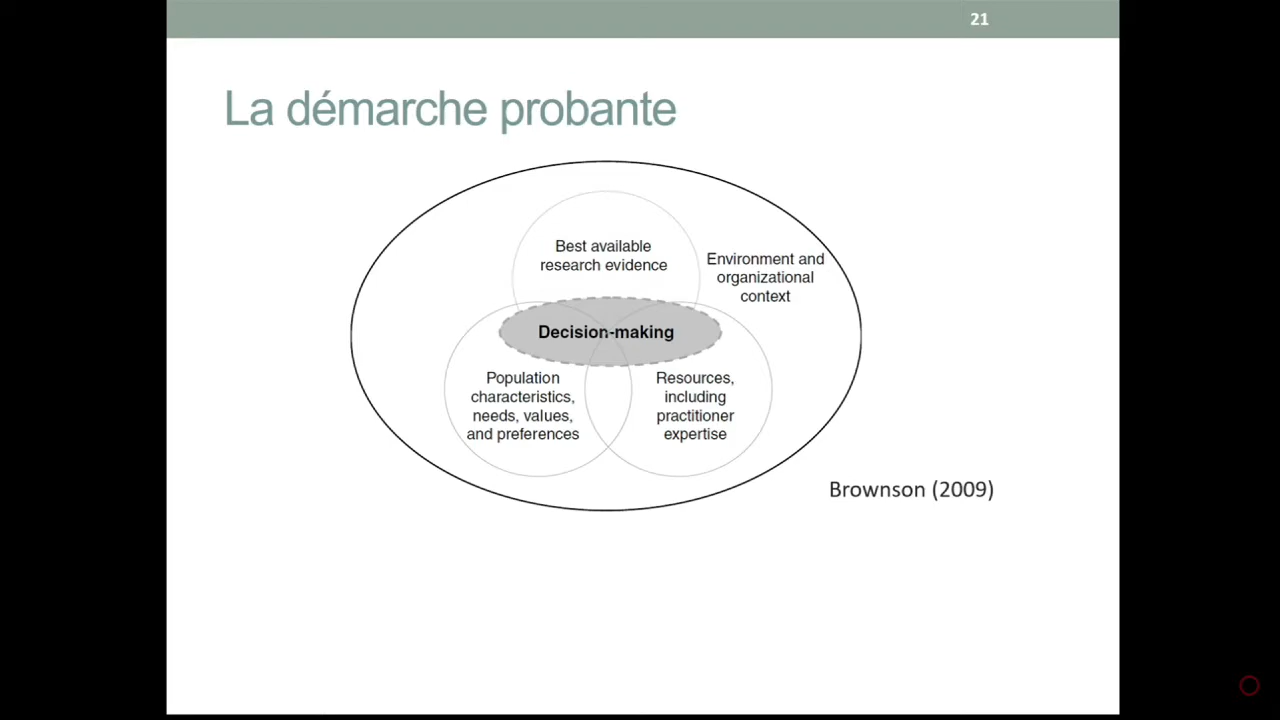 21
La démarche probante
Best available
research evidence
Environment and
organizational
context
Decision-making
Population
characteristics,
needs, values,
and preferences
Resources,
including
practitioner
expertise
Brownson (2009)